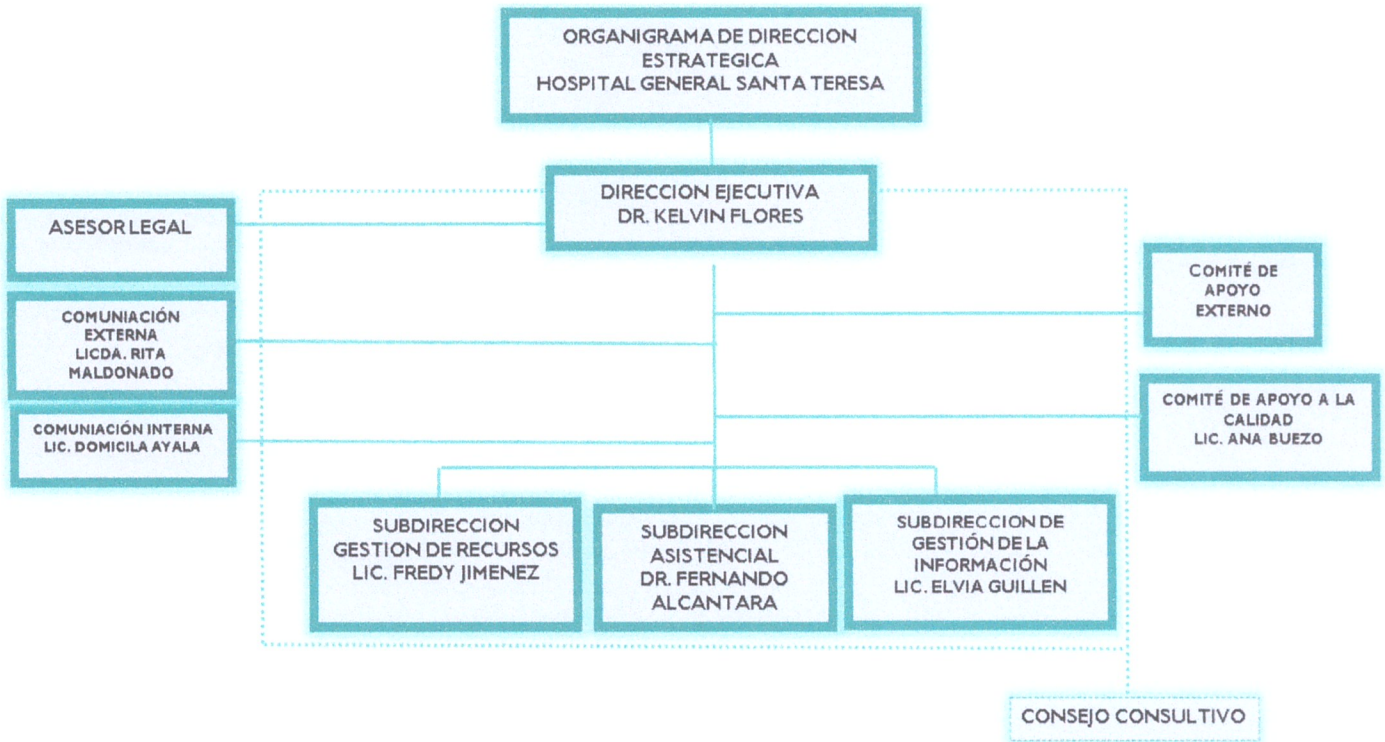 ORGANIGRAMA DE DIRECCION
ESTRATEGICA
HOSPITAL GENERAL SANTA TERESA
DIRECCION EJECUTIVA
DR. KELVIN FLORES
ASESOR LEGAL
COMUNIACIÓN
EXTERNA
LICDA. RITA
MALDONADO
COMUNIACIÓN INTERNA
LIC. DOMICILA AYALA
COMITÉ DE
APOYO
EXTERNO
COMITÉ DE APOYO A LA
CALIDAD
LIC. ANA BUEZO
SUBDIRECCION
GESTION DE RECURSOS
LIC. FREDY JIMENEZ
SUBDIRECCION
ASISTENCIAL
DR. FERNANDO
ALCANTARA
SUBDIRECCION DE
GESTIÓN DE LA
INFORMACIÓN
LIC. ELVIA GUILLEN
CONSEJO CONSULTIVO